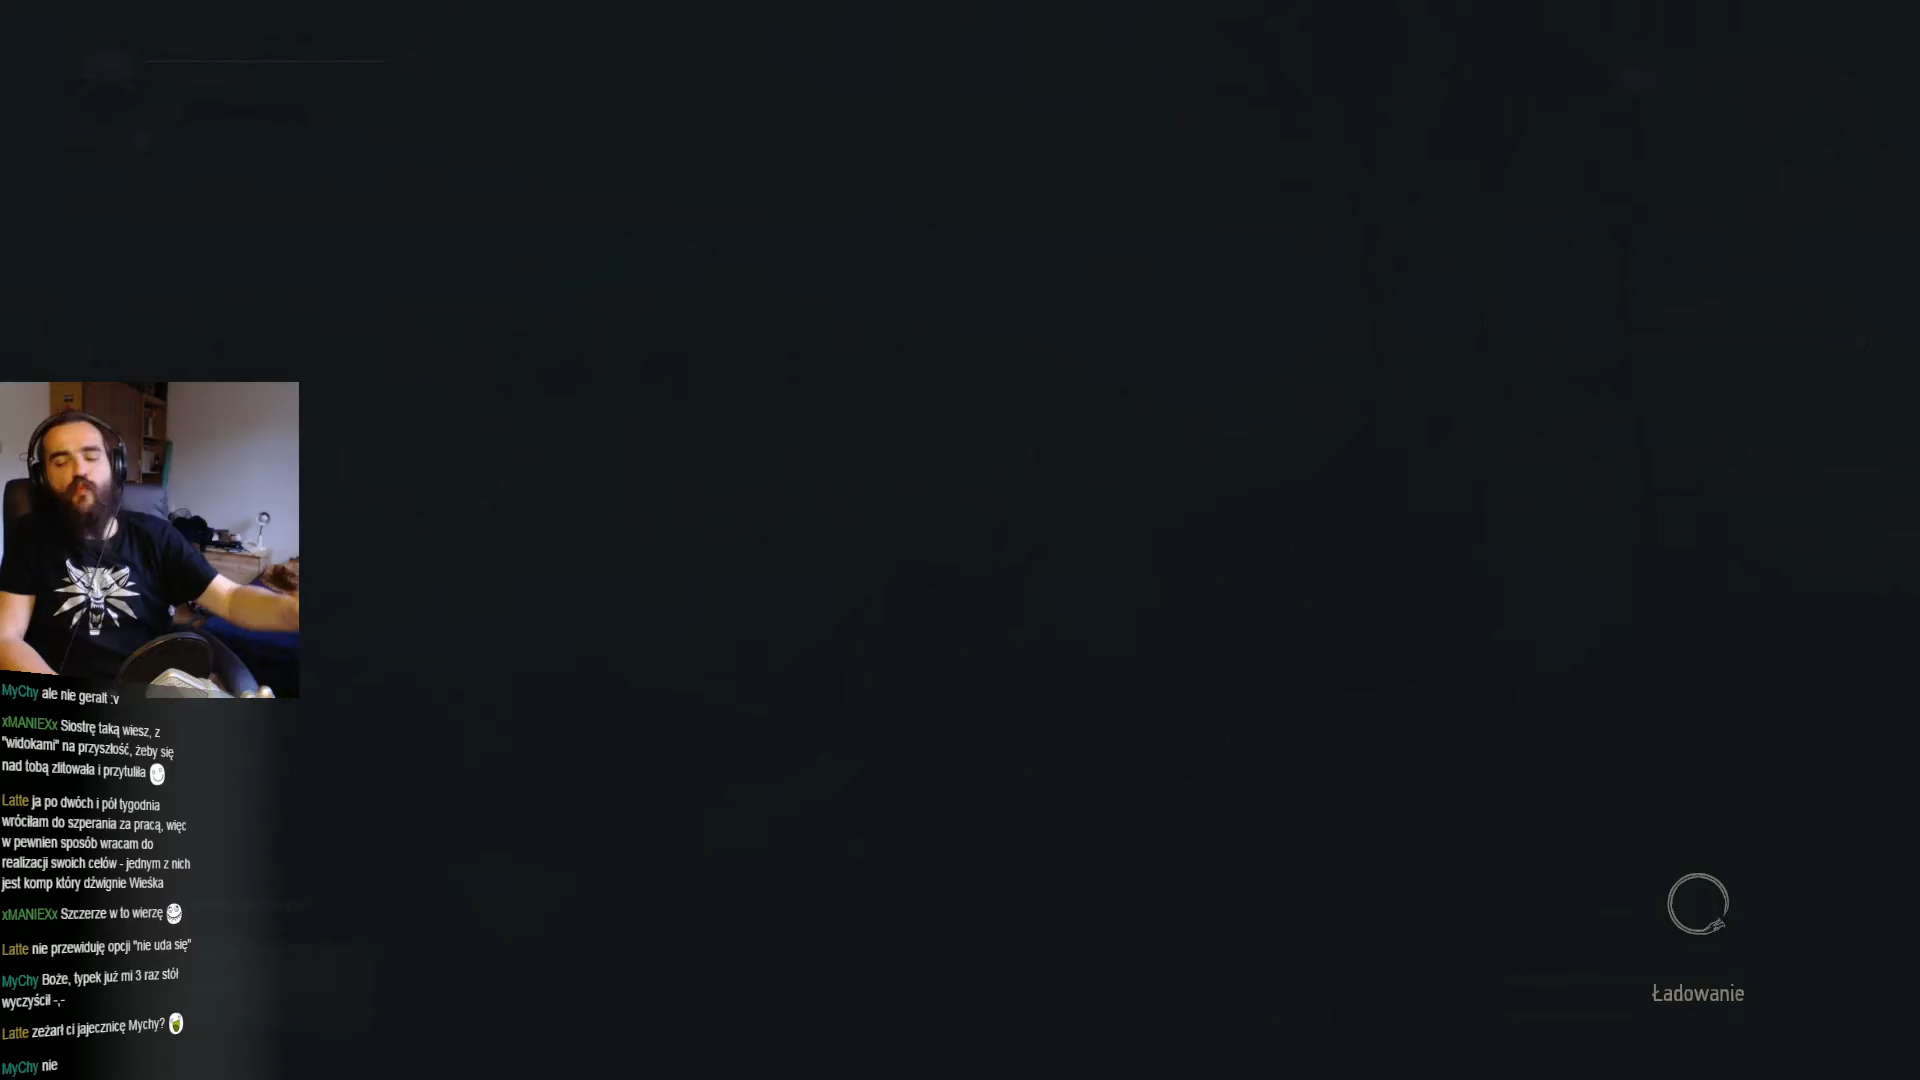 MyChy ale nie geralt :v
xMANIEXx Siostrę taką wiesz, z
"widokami" na przyszłość, żeby się
nad tobą zlitowała i przytuliła
Latte ja po dwóch i pół tygodnia
wróciłam do szperania za pracą, więc
w pewnien sposób wracam do
realizacji swoich celów - jednym z nich
jest komp który dźwignie Wieśka
xMANIEXx Szczerze w to wierzę
Latte nie przewiduję opcji "nie uda się"
MyChy Boże, typek już mi 3 raz stół
wyczyścił -,-
Latte zeżarł ci jajecznicę Mychy?
MyChy nie
Ładowanie